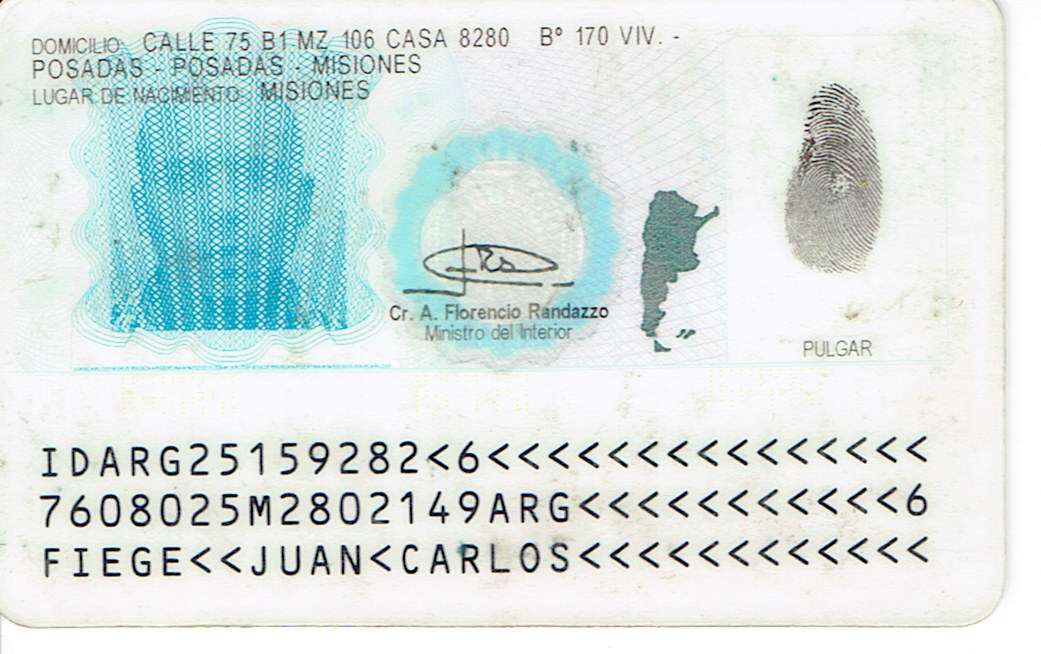 DOMICILIO: CALLE 75 B1 MZ 106 CASA 8280 Bº 170 VIV. -
POSADAS - POSADAS - MISIONES
LUGAR DE NACIMIENTO: MISIONES
Cr. A. Florencio Randazzo
Ministro del Interior
PULGAR
IDARG25159282<6<<<<<<<<<<<<<<<
7608025M2802149ARG<<<<<<<<<<<6
FIEGE<<JUAN<CARLOS<<<<<<<<<<<<